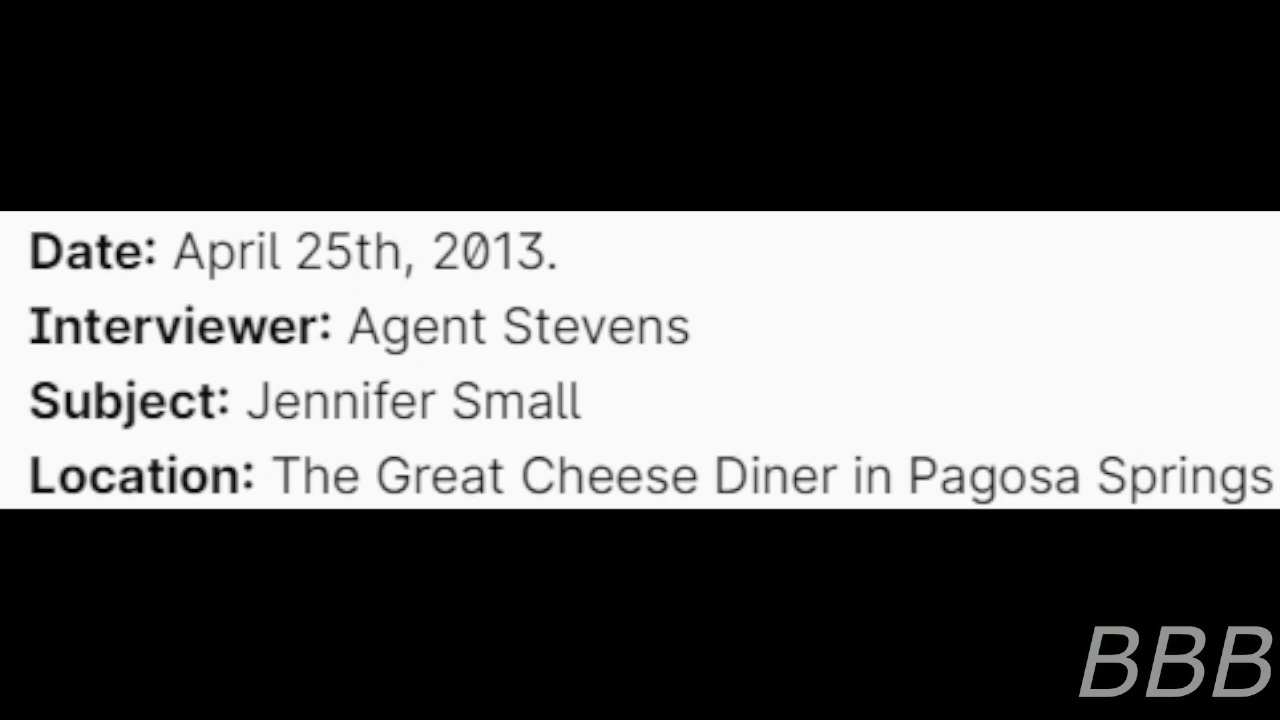 Date: April 25th, 2013.
Interviewer: Agent Stevens
Subject: Jennifer Small
Location: The Great Cheese Diner in Pagosa Springs
BBB